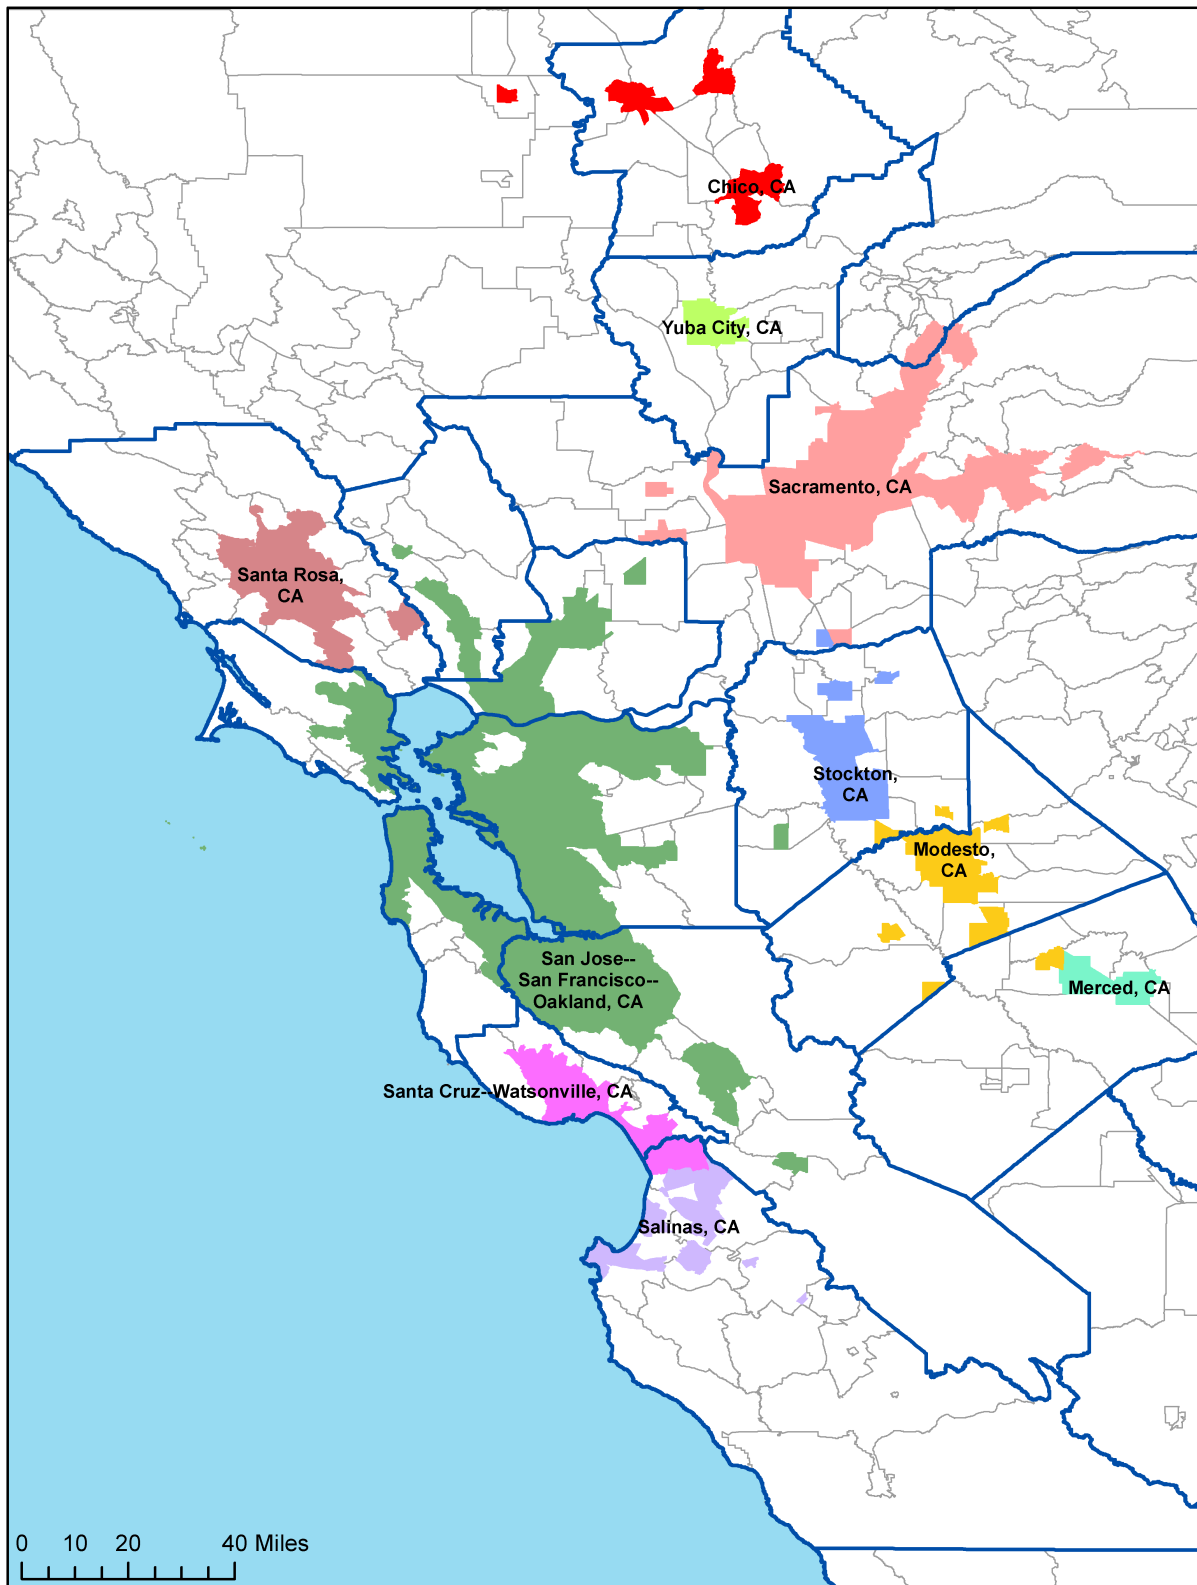 Chico, CA
Yuba City, CA
Sacramento, CA
Santa Rosa,
CA
Stockton,
CA
Modesto,
CA
San Jose--
San Francisco--
Oakland, CA
Merced, CA
Santa Cruz--Watsonville, CA
Salinas, CA
0 10 20 40 Miles